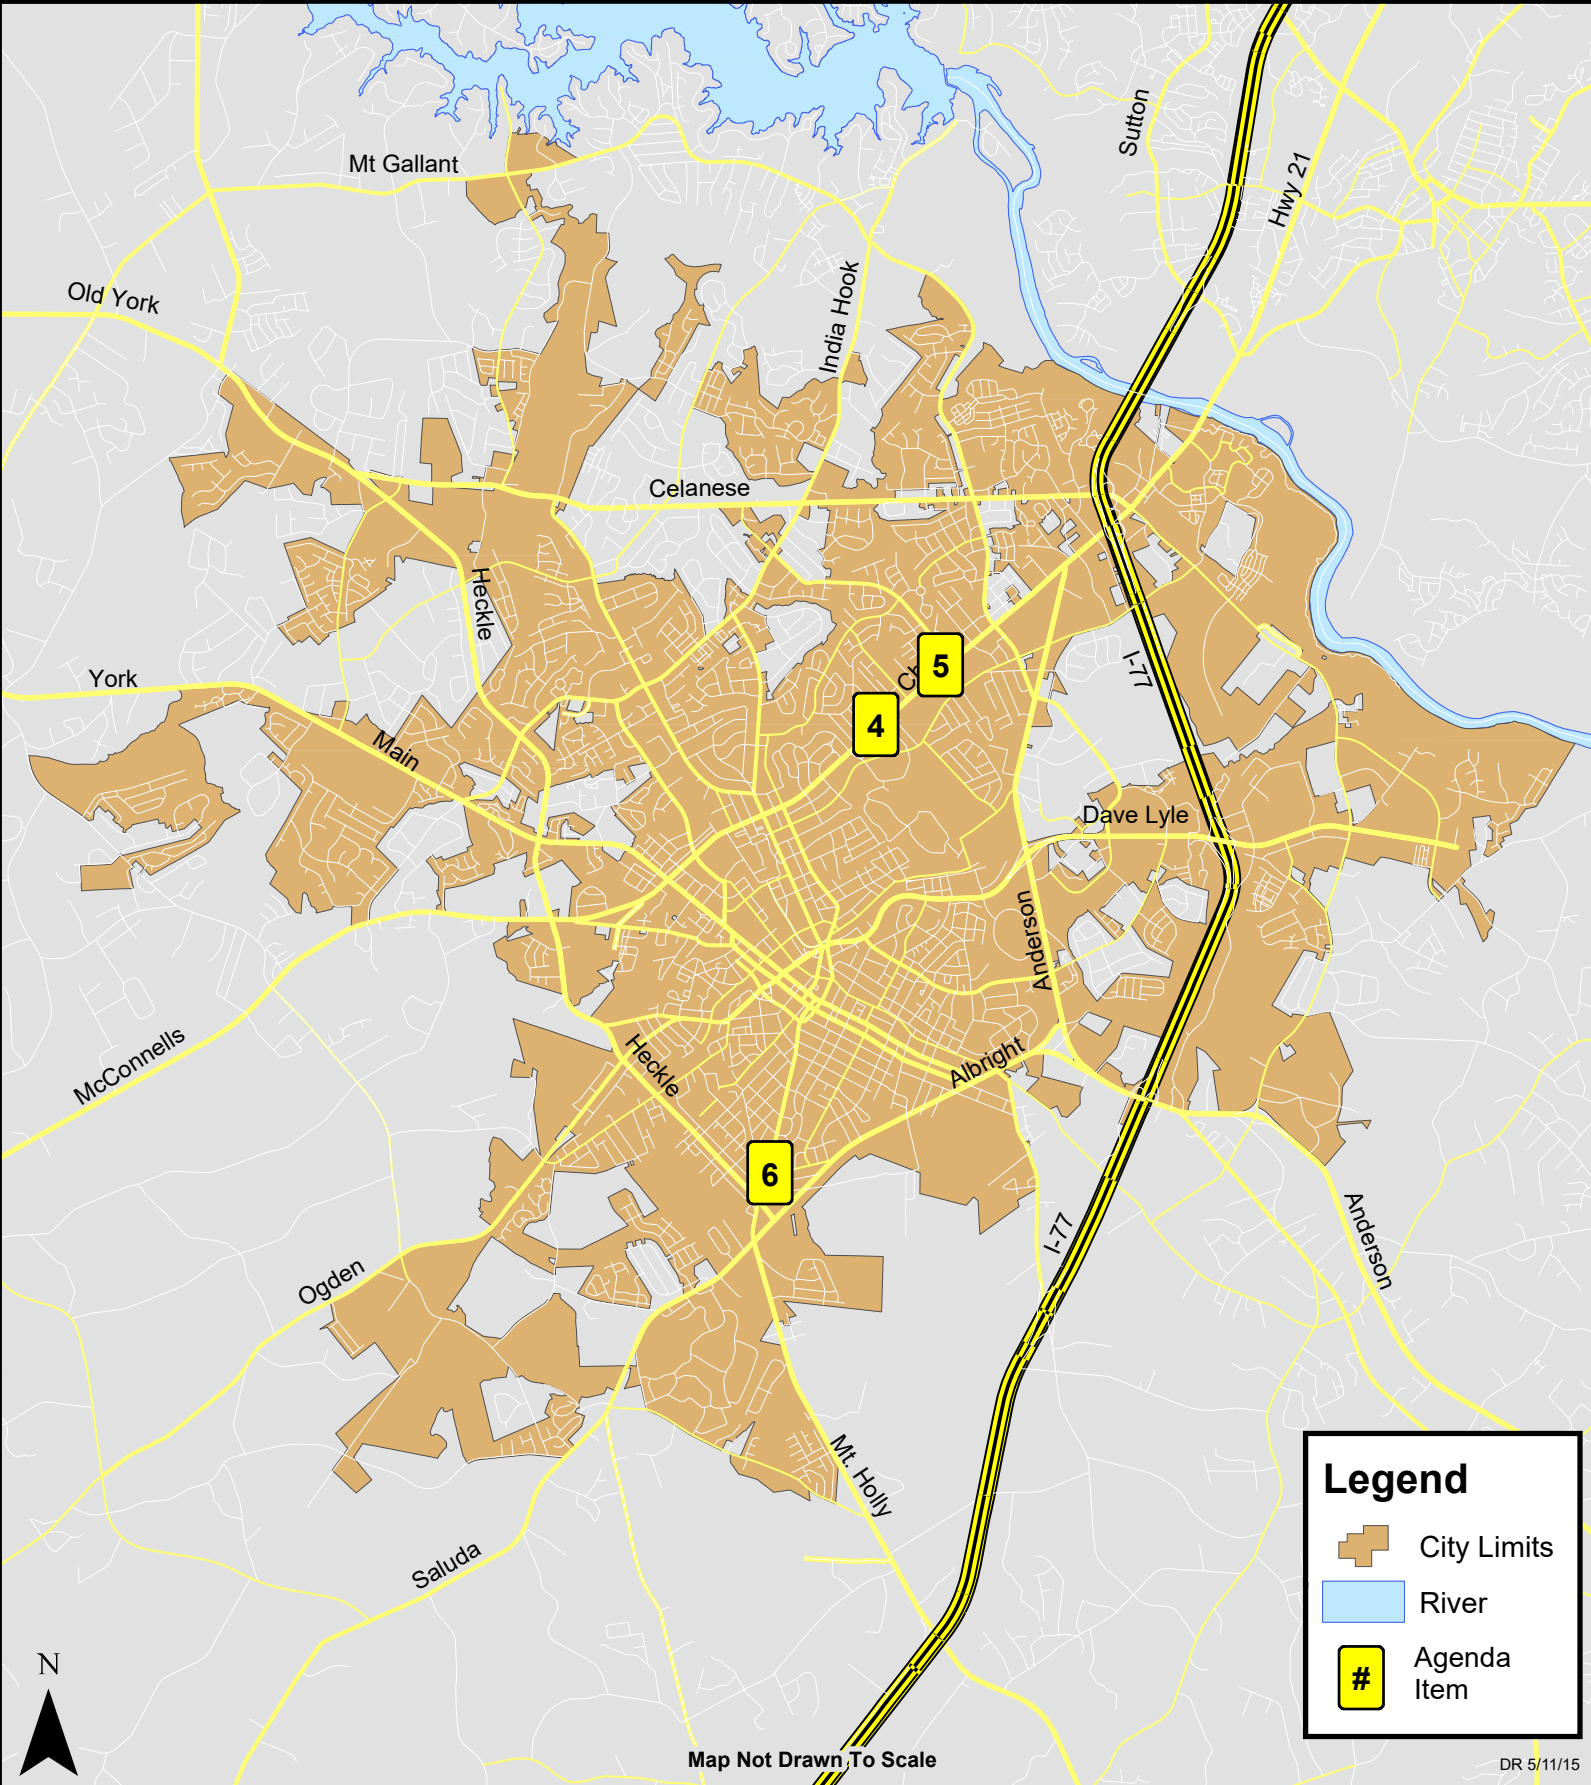 Sutton
Mt Gallant
Hwy 21
Old York
India Hook
Celanese
Heckle
Ch
5
I-77
York
4
Main
Dave Lyle
Anderson
McConnells
Heckle
Albright
6
I-77
Anderson
Ogden
Mt. Holly
Saluda
Legend
City Limits
River
#
Agenda
Item
N
Map Not Drawn To Scale
DR 5/11/15